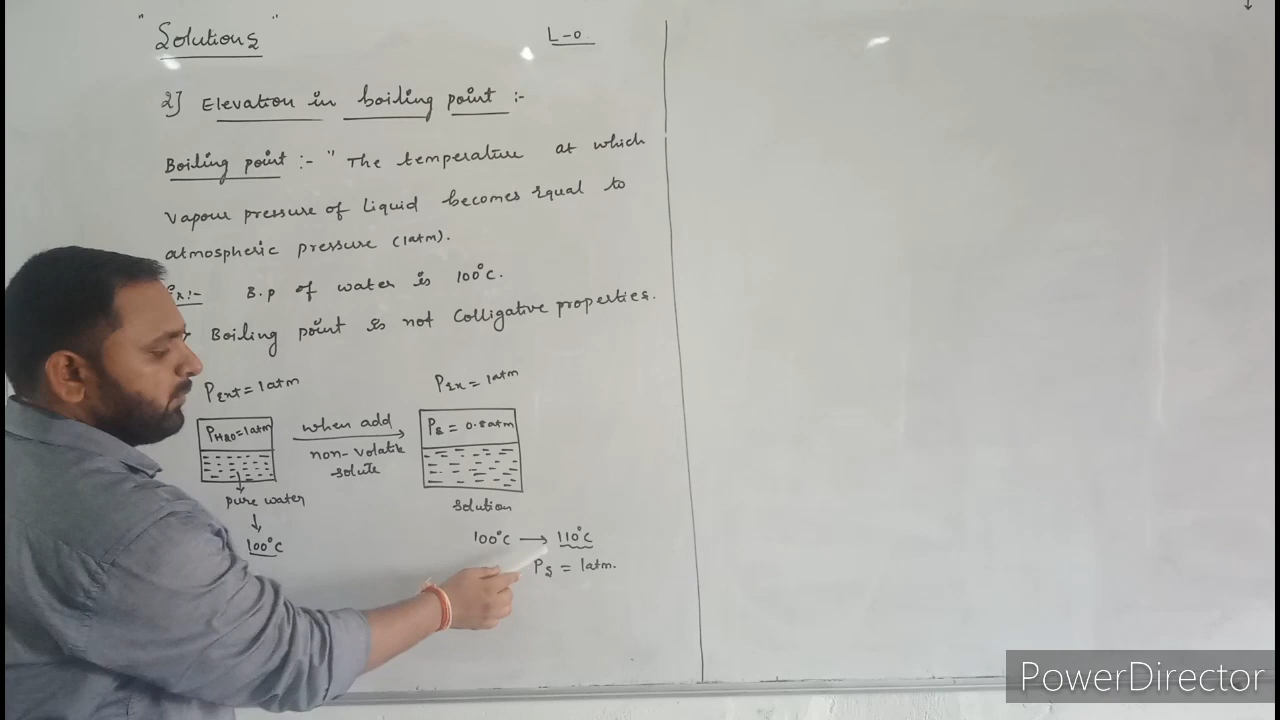 " Solutions "
L-0.
2] Elevation in boiling point :-
Boiling point :- " The temperature at which
vapour pressure of liquid becomes equal to
atmospheric pressure (1atm).
Ex:- B.p of water is 100°C.
Boiling point is not colligative properties.
PExt = 1atm
PEx = 1atm
PH2O = 1atm
when add
non-volatile
solute
Ps = 0.8atm
pure water
solution
100°C
100°C → 110°C
Ps = 1atm.
PowerDirector